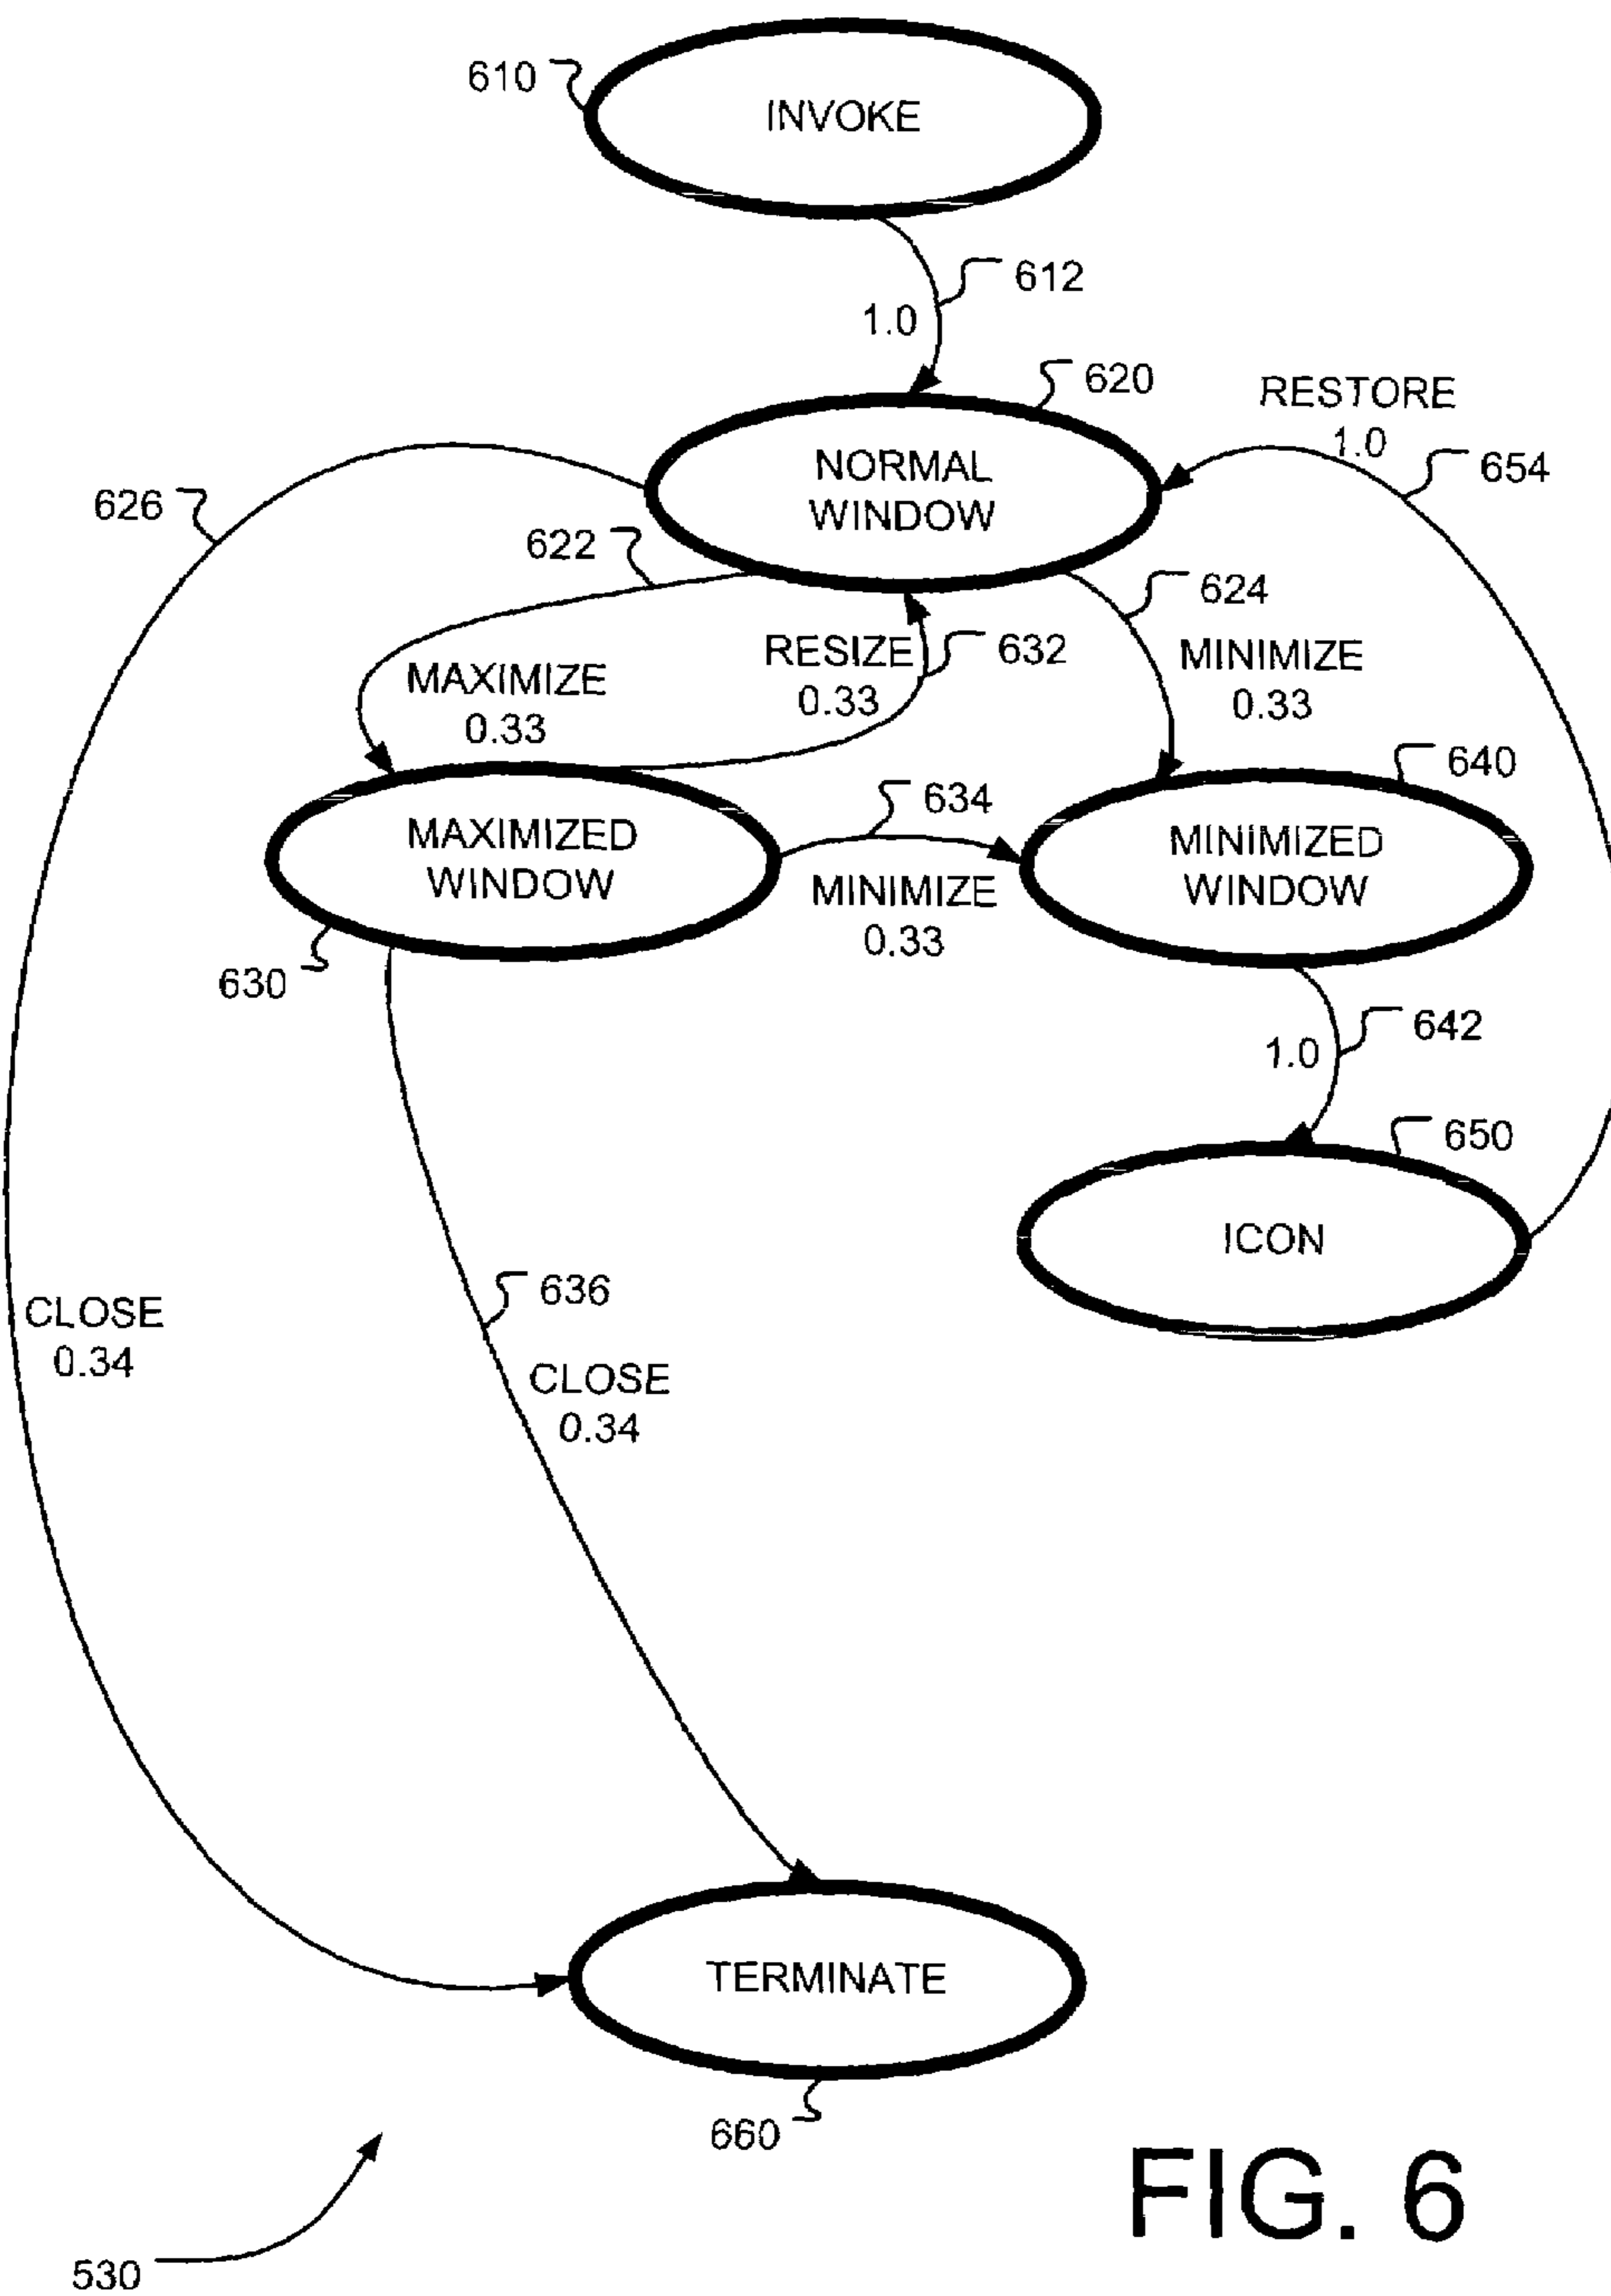 610
INVOKE
612
1.0
620
RESTORE
1.0
654
NORMAL
WINDOW
626
622
624
RESIZE
0.33
632
MINIMIZE
0.33
MAXIMIZE
0.33
640
634
MAXIMIZED
WINDOW
MINIMIZED
WINDOW
MINIMIZE
0.33
630
642
1.0
650
ICON
636
CLOSE
0.34
CLOSE
0.34
TERMINATE
660
FIG. 6
530